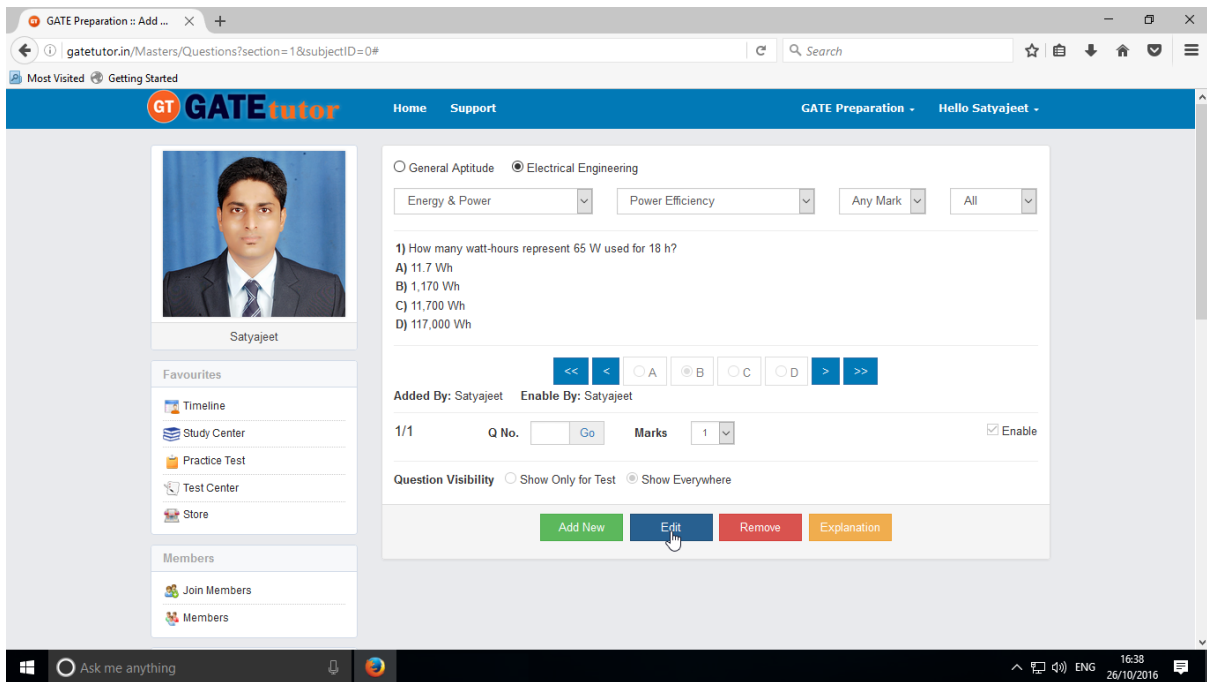 GATE Preparation :: Add ...
gatetutor.in/Masters/Questions?section=1&subjectID=0#
Search
Most Visited Getting Started
GT GATEtutor Home Support GATE Preparation Hello Satyajeet
General Aptitude Electrical Engineering
Energy & Power Power Efficiency Any Mark All
1) How many watt-hours represent 65 W used for 18 h?
A) 11.7 Wh
B) 1,170 Wh
C) 11,700 Wh
D) 117,000 Wh
Satyajeet
<< < A B C D > >>
Added By: Satyajeet Enable By: Satyajeet
1/1 Q No. Go Marks 1 Enable
Question Visibility Show Only for Test Show Everywhere
Add New Edit Remove Explanation
Favourites
Timeline
Study Center
Practice Test
Test Center
Store
Members
Join Members
Members
Ask me anything
ENG
16:38
26/10/2016